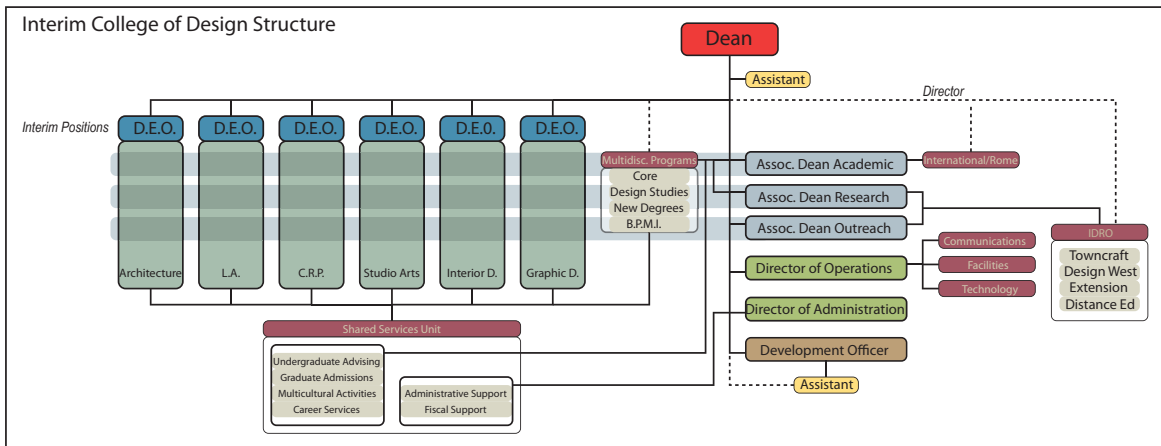 Interim College of Design Structure
Dean
Assistant
Director
Interim Positions
D.E.O.
D.E.O.
D.E.O.
D.E.O.
D.E.0.
D.E.O.
Architecture
L.A.
C.R.P.
Studio Arts
Interior D.
Graphic D.
Multidisc. Programs
Core
Design Studies
New Degrees
B.P.M.I.
Assoc. Dean Academic
International/Rome
Assoc. Dean Research
Assoc. Dean Outreach
Director of Operations
Communications
Facilities
Technology
IDRO
Towncraft
Design West
Extension
Distance Ed
Director of Administration
Development Officer
Assistant
Shared Services Unit
Undergraduate Advising
Graduate Admissions
Multicultural Activities
Career Services
Administrative Support
Fiscal Support